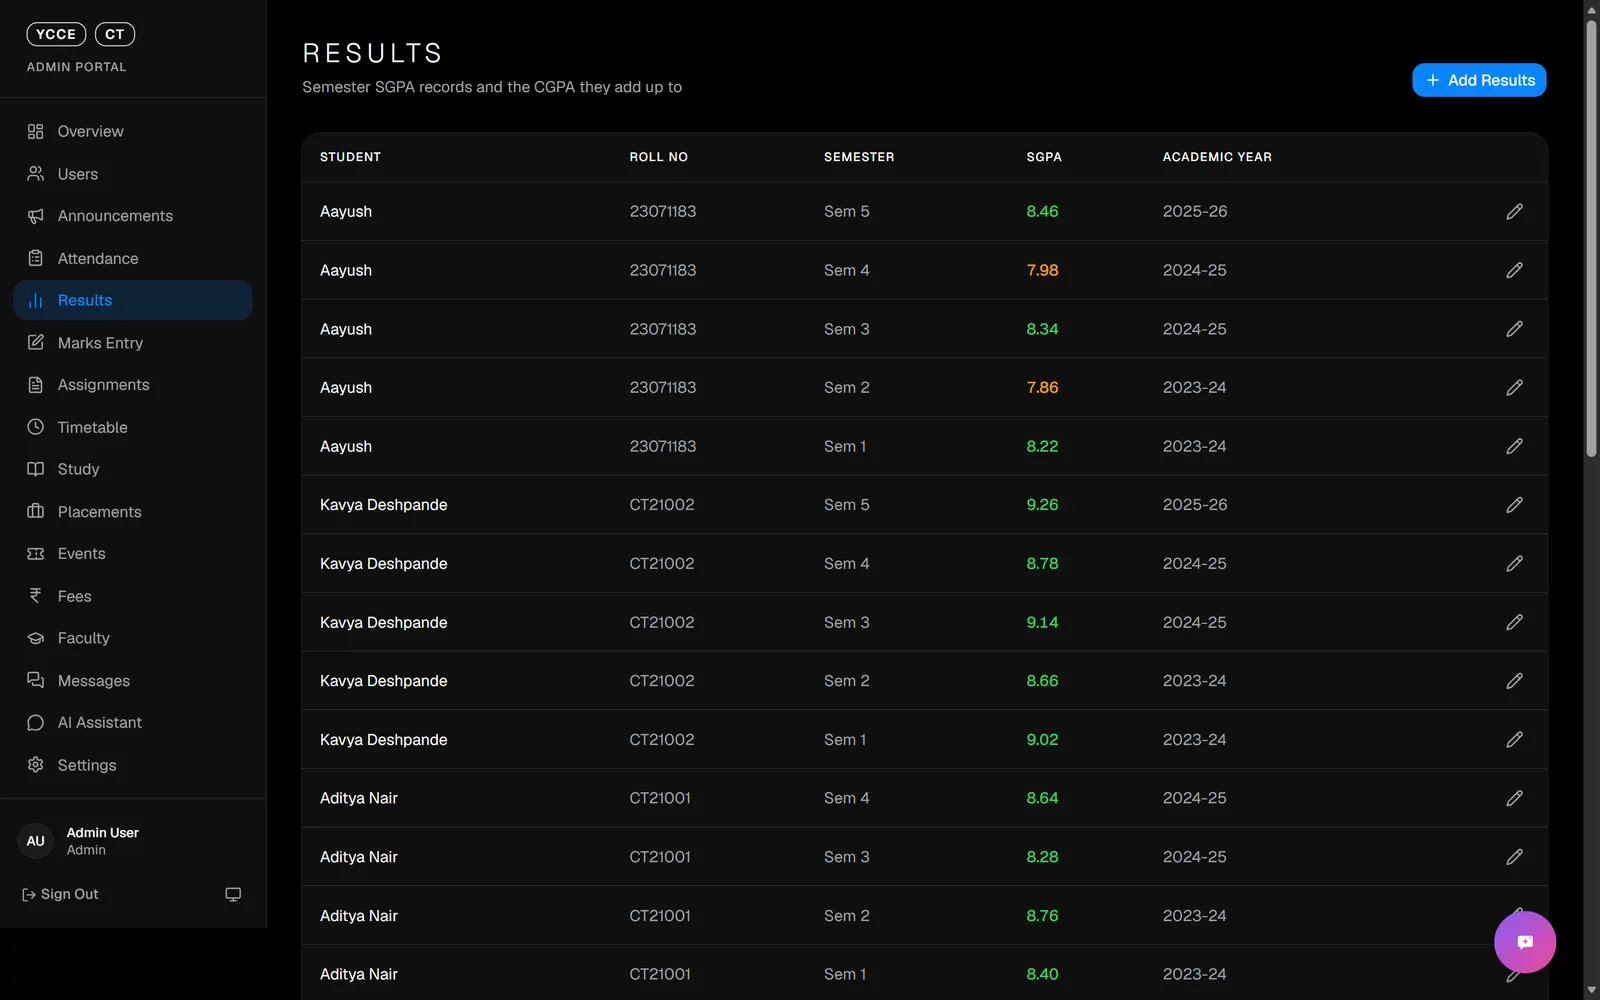 YCCE CT
ADMIN PORTAL
Overview
Users
Announcements
Attendance
Results
Marks Entry
Assignments
Timetable
Study
Placements
Events
Fees
Faculty
Messages
AI Assistant
Settings
AU
Admin User
Admin
Sign Out
RESULTS
Semester SGPA records and the CGPA they add up to
+ Add Results
STUDENT ROLL NO SEMESTER SGPA ACADEMIC YEAR
Aayush 23071183 Sem 5 8.46 2025-26
Aayush 23071183 Sem 4 7.98 2024-25
Aayush 23071183 Sem 3 8.34 2024-25
Aayush 23071183 Sem 2 7.86 2023-24
Aayush 23071183 Sem 1 8.22 2023-24
Kavya Deshpande CT21002 Sem 5 9.26 2025-26
Kavya Deshpande CT21002 Sem 4 8.78 2024-25
Kavya Deshpande CT21002 Sem 3 9.14 2024-25
Kavya Deshpande CT21002 Sem 2 8.66 2023-24
Kavya Deshpande CT21002 Sem 1 9.02 2023-24
Aditya Nair CT21001 Sem 4 8.64 2024-25
Aditya Nair CT21001 Sem 3 8.28 2024-25
Aditya Nair CT21001 Sem 2 8.76 2023-24
Aditya Nair CT21001 Sem 1 8.40 2023-24